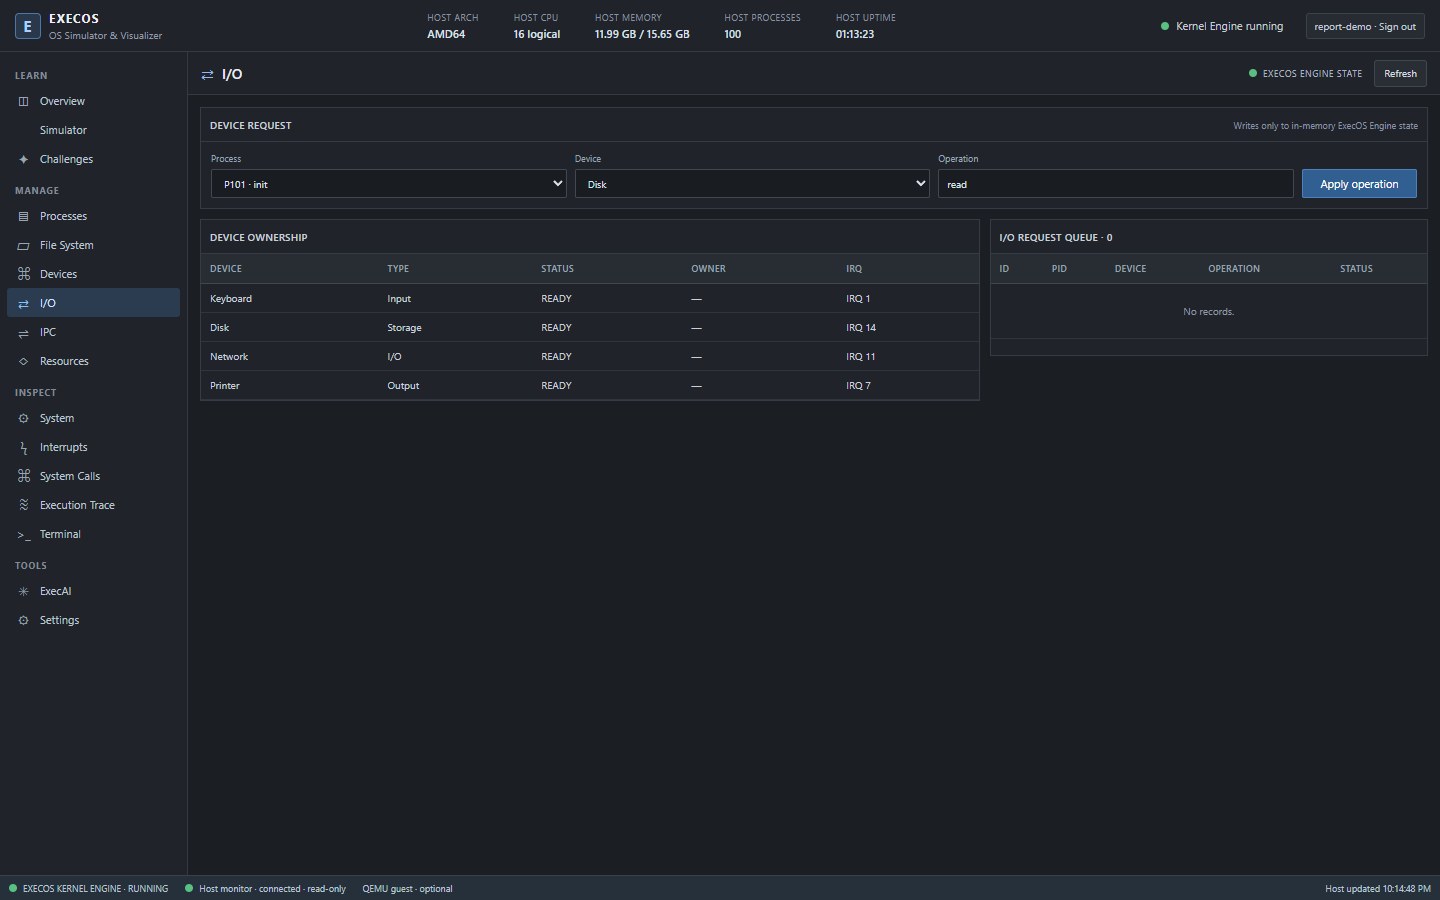 E
EXECOS
OS Simulator & Visualizer
HOST ARCH
AMD64
HOST CPU
16 logical
HOST MEMORY
11.99 GB / 15.65 GB
HOST PROCESSES
100
HOST UPTIME
01:13:23
Kernel Engine running
report-demo · Sign out
LEARN
Overview
Simulator
Challenges
MANAGE
Processes
File System
Devices
I/O
IPC
Resources
INSPECT
System
Interrupts
System Calls
Execution Trace
>_ Terminal
TOOLS
ExecAI
Settings
I/O
EXECOS ENGINE STATE
Refresh
DEVICE REQUEST
Writes only to in-memory ExecOS Engine state
Process
Device
Operation
P101 · init
Disk
read
Apply operation
DEVICE OWNERSHIP
DEVICE TYPE STATUS OWNER IRQ
Keyboard Input READY — IRQ 1
Disk Storage READY — IRQ 14
Network I/O READY — IRQ 11
Printer Output READY — IRQ 7
I/O REQUEST QUEUE · 0
ID PID DEVICE OPERATION STATUS
No records.
EXECOS KERNEL ENGINE · RUNNING
Host monitor · connected · read-only
QEMU guest · optional
Host updated 10:14:48 PM